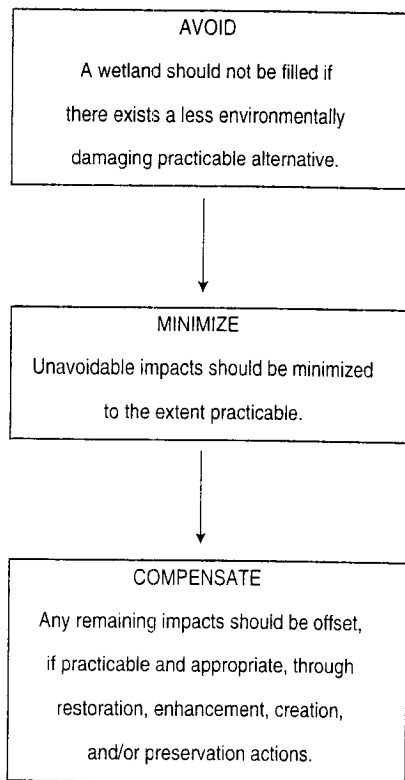 AVOID
A wetland should not be filled if
there exists a less environmentally
damaging practicable alternative.
MINIMIZE
Unavoidable impacts should be minimized
to the extent practicable.
COMPENSATE
Any remaining impacts should be offset,
if practicable and appropriate, through
restoration, enhancement, creation,
and/or preservation actions.